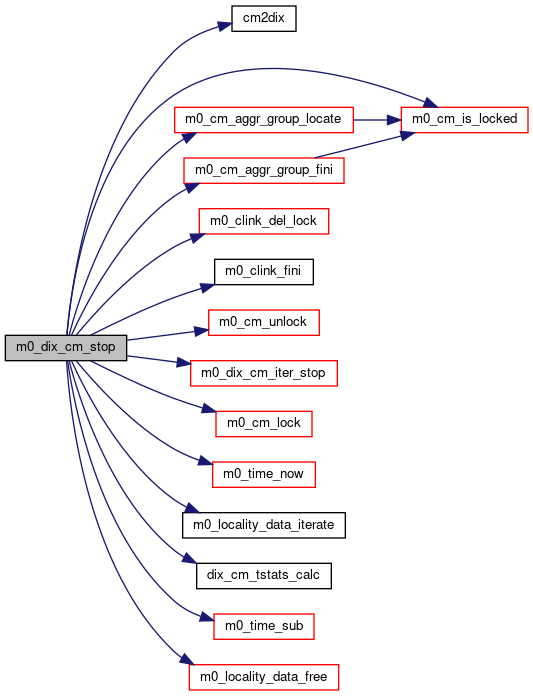 cm2dix
m0_cm_aggr_group_locate
m0_cm_is_locked
m0_cm_aggr_group_fini
m0_clink_del_lock
m0_clink_fini
m0_cm_unlock
m0_dix_cm_stop
m0_dix_cm_iter_stop
m0_cm_lock
m0_time_now
m0_locality_data_iterate
dix_cm_tstats_calc
m0_time_sub
m0_locality_data_free